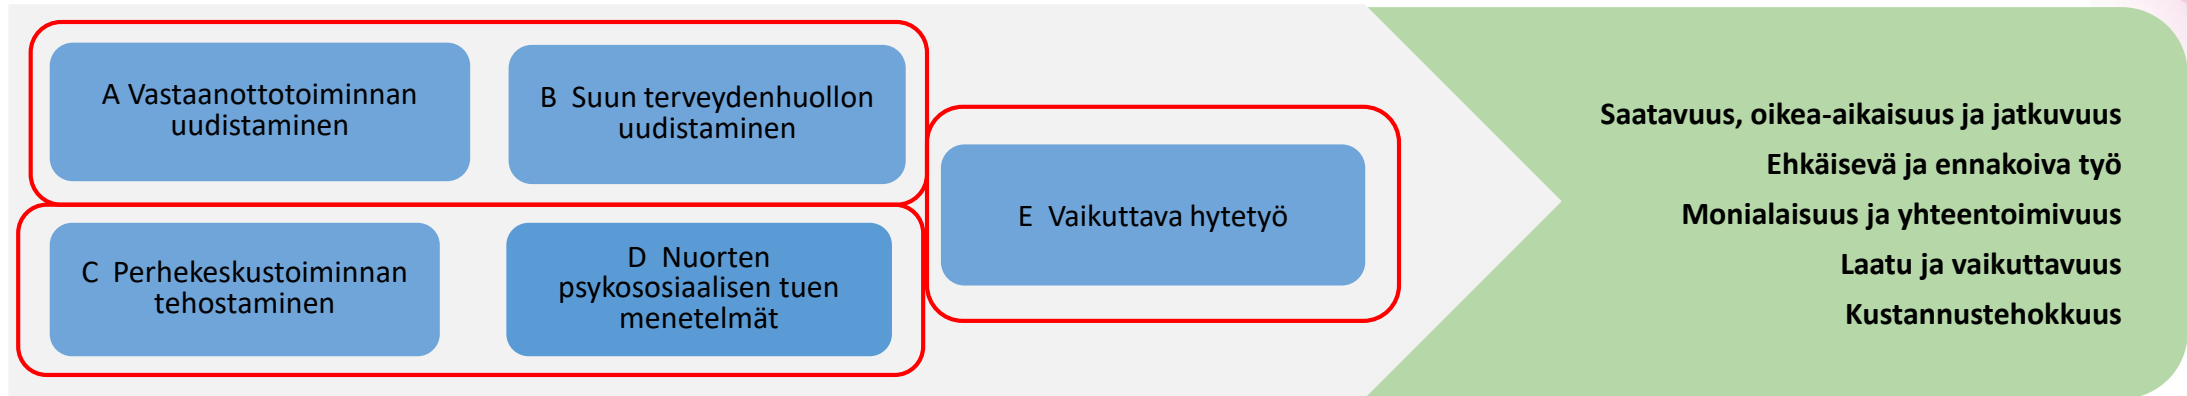 A Vastaanottotoiminnan
uudistaminen
B Suun terveydenhuollon
uudistaminen
C Perhekeskustoiminnan
tehostaminen
D Nuorten
psykososiaalisen tuen
menetelmät
E Vaikuttava hytetyö
Saatavuus, oikea-aikaisuus ja jatkuvuus
Ehkäisevä ja ennakoiva työ
Monialaisuus ja yhteentoimivuus
Laatu ja vaikuttavuus
Kustannustehokkuus